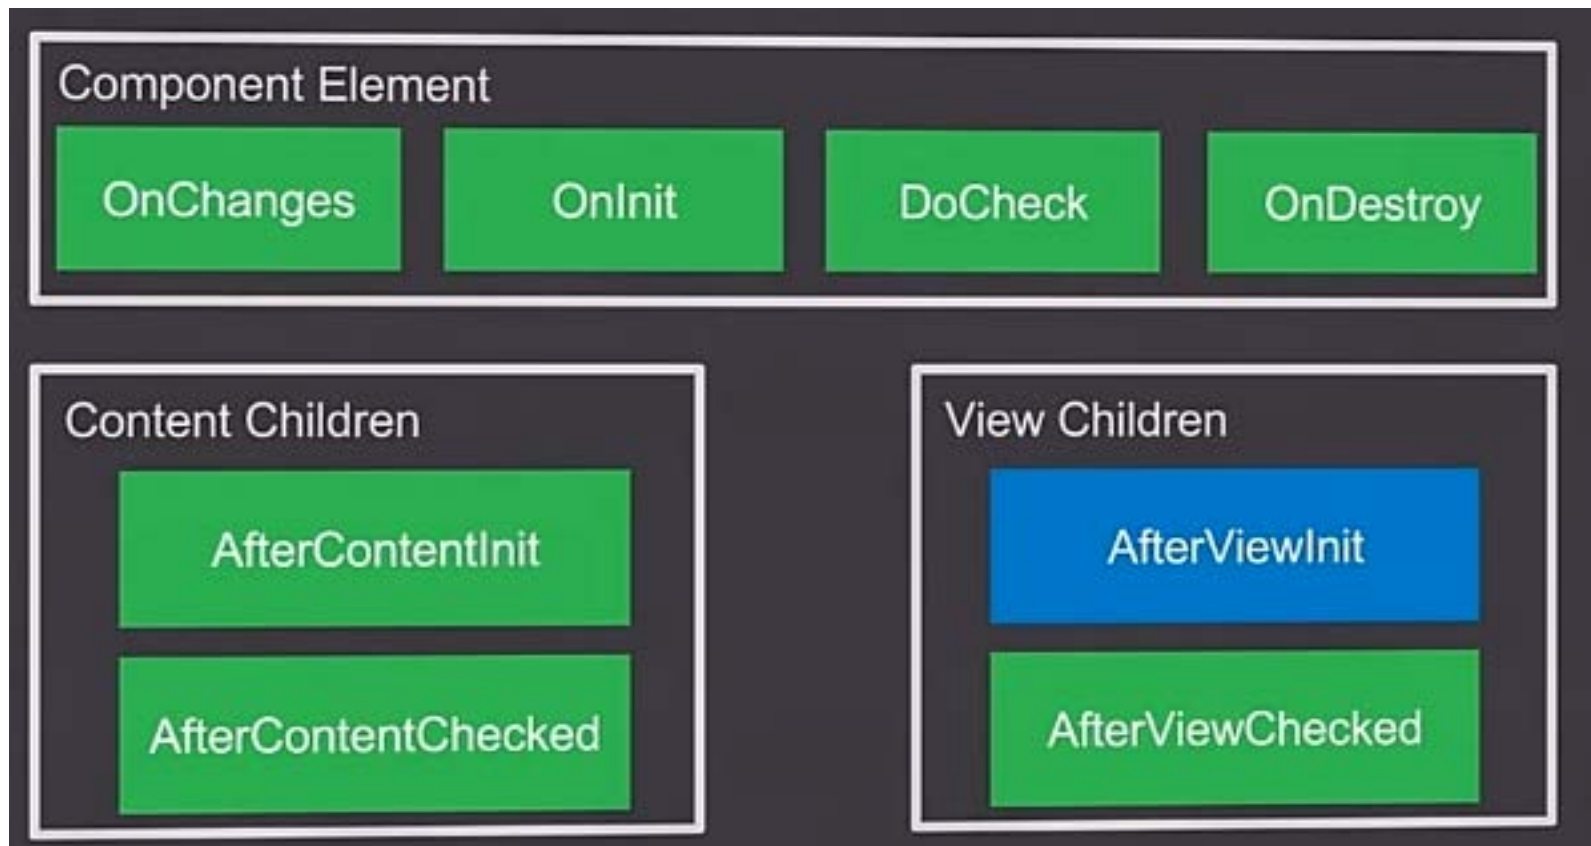 Component Element
OnChanges OnInit DoCheck OnDestroy
Content Children
AfterContentInit
AfterContentChecked
View Children
AfterViewInit
AfterViewChecked